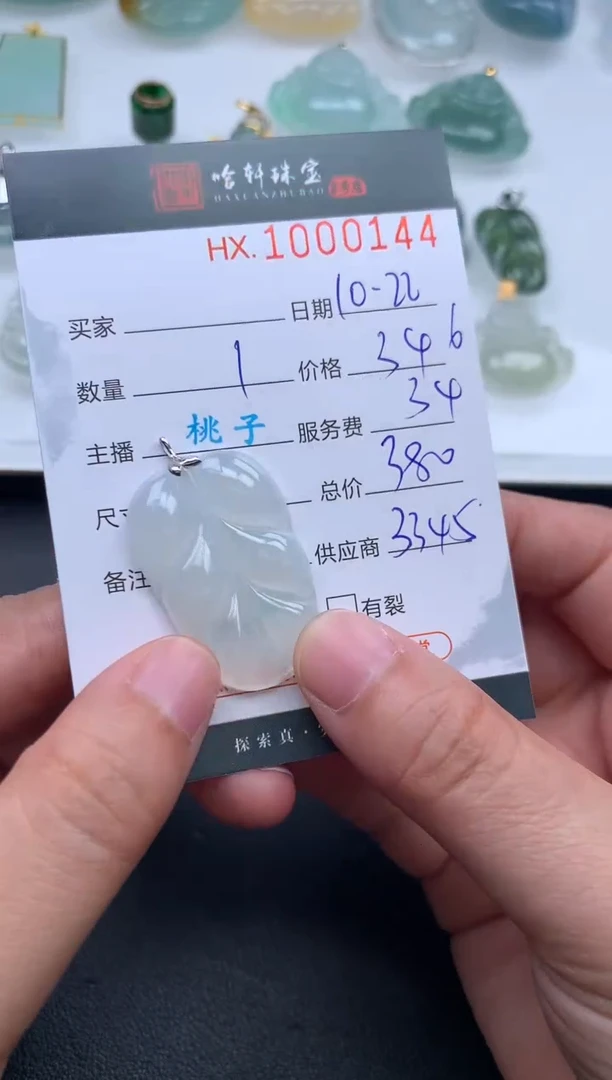 哈轩珠宝
HAXUANZHUBAO
HX.1000144
买家 日期 10-22
数量 1 价格 346
主播 桃子 服务费 34
尺 总价 380
供应商 3345
备注 有裂
探索真·